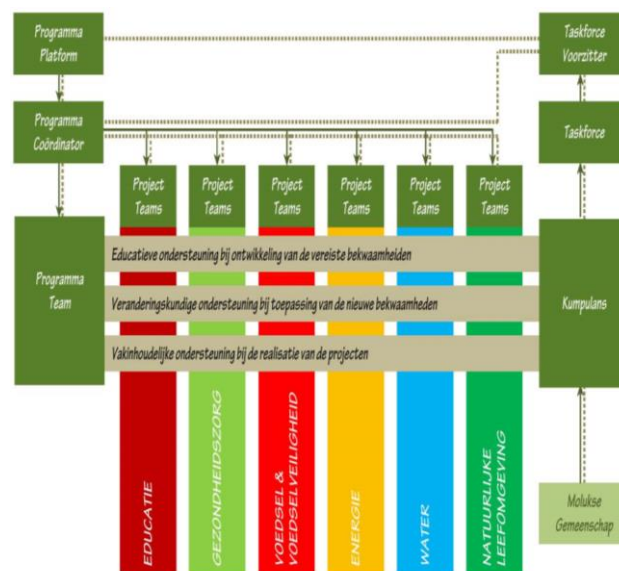 Programma
Platform
Taskforce
Voorzitter
Programma
Coördinator
Taskforce
Project
Teams
Project
Teams
Project
Teams
Project
Teams
Project
Teams
Project
Teams
Programma
Team
Educatieve ondersteuning bij ontwikkeling van de vereiste bekwaamheiden
Veranderingskundige ondersteuning bij toepassing van de nieuwe bekwaamheden
Vakinhoudelijke ondersteuning bij de realisatie van de projecten
Kumpulans
EDUCATIE
GEZONDHEIDSZORG
VOEDSEL &
VOEDSELVEILIGHEID
ENERGIE
WATER
NATUURLIJKE
LEEFOMGEVING
Molukse
Gemeenschap